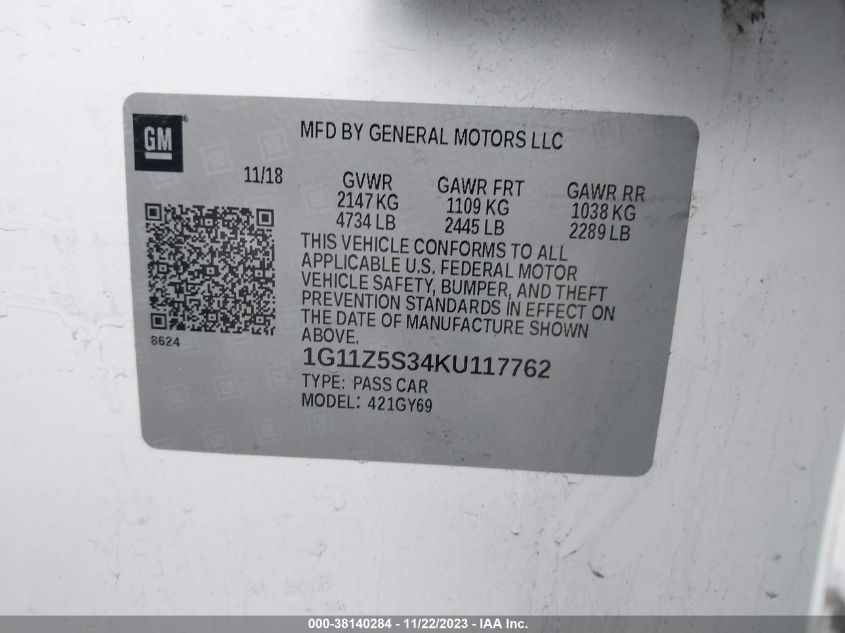 GM
MFD BY GENERAL MOTORS LLC
11/18
GVWR
2147 KG
4734 LB
GAWR FRT
1109 KG
2445 LB
GAWR RR
1038 KG
2289 LB
THIS VEHICLE CONFORMS TO ALL
APPLICABLE U.S. FEDERAL MOTOR
VEHICLE SAFETY, BUMPER, AND THEFT
PREVENTION STANDARDS IN EFFECT ON
THE DATE OF MANUFACTURE SHOWN
ABOVE.
8624
1G11Z5S34KU117762
TYPE: PASS CAR
MODEL: 421GY69
000-38140284 - 11/22/2023 - IAA Inc.